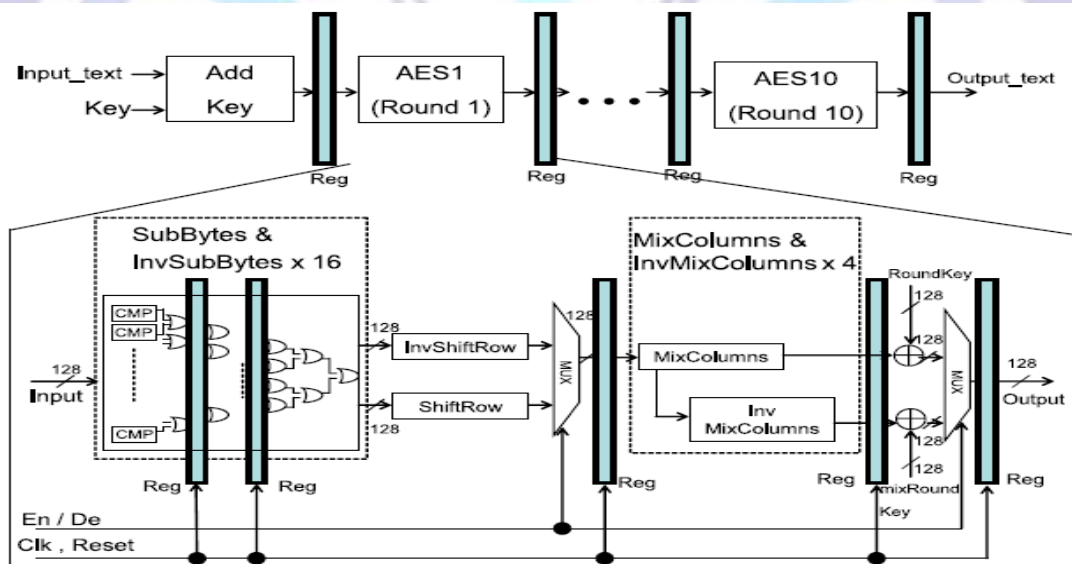 Input_text
Key
Add
Key
Reg
AES1
(Round 1)
Reg
Reg
AES10
(Round 10)
Reg
Output_text
SubBytes &
InvSubBytes x 16
CMP
CMP
CMP
128
Input
Reg
Reg
128
128
InvShiftRow
ShiftRow
128
MUX
Reg
MixColumns &
InvMixColumns x 4
MixColumns
Inv
MixColumns
Reg
RoundKey
128
128
128
128
mixRound
Key
MUX
Reg
128
Output
En / De
Clk , Reset